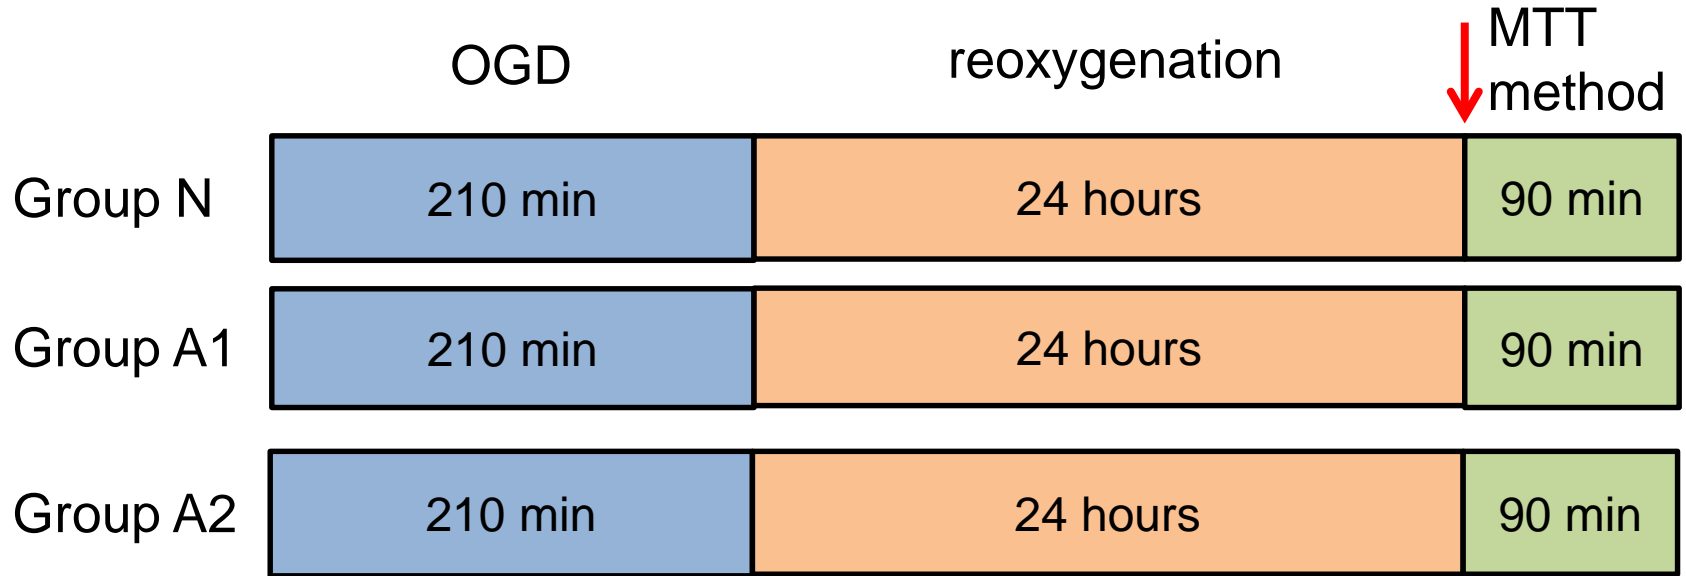 OGD
reoxygenation
MTT
method
Group N
210 min
24 hours
90 min
Group A1
210 min
24 hours
90 min
Group A2
210 min
24 hours
90 min